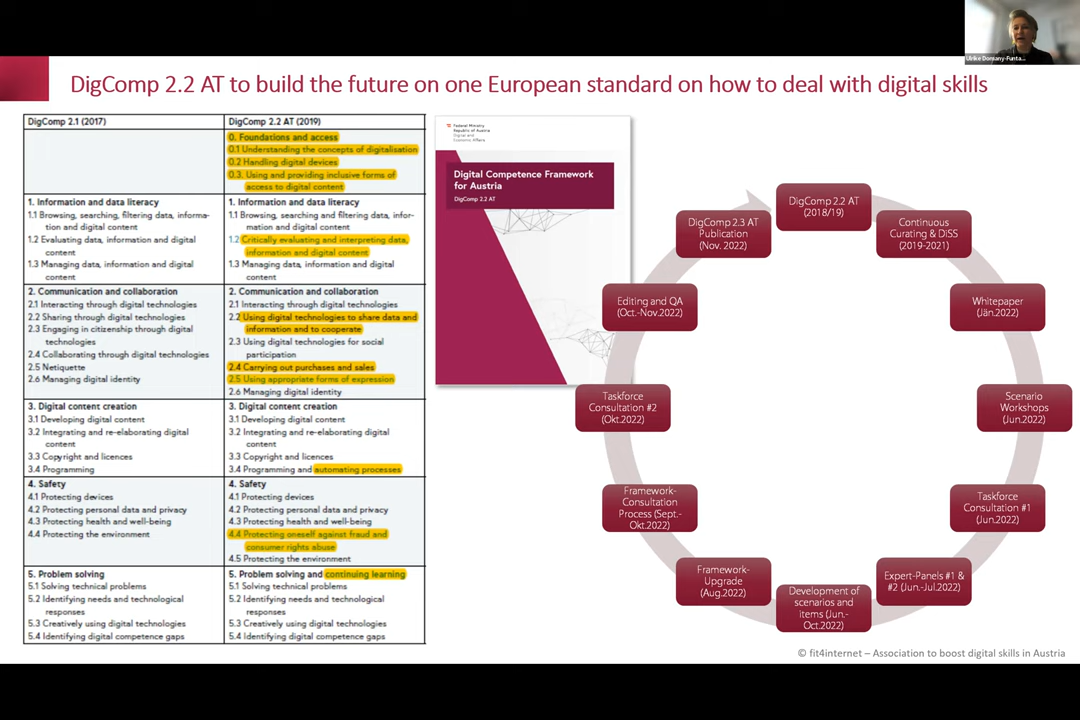 Ulrike Domany-Funta...
DigComp 2.2 AT to build the future on one European standard on how to deal with digital skills
DigComp 2.1 (2017)
DigComp 2.2 AT (2019)
0. Foundations and access
0.1 Understanding the concepts of digitalisation
0.2 Handling digital devices
0.3. Using and providing inclusive forms of
access to digital content
1. Information and data literacy
1.1 Browsing, searching, filtering data, informa-
tion and digital content
1.2 Evaluating data, information and digital
content
1.3 Managing data, information and digital
content
1. Information and data literacy
1.1 Browsing, searching and filtering data, infor-
mation and digital content
1.2 Critically evaluating and interpreting data,
information and digital content
1.3 Managing data, information and digital
content
2. Communication and collaboration
2.1 Interacting through digital technologies
2.2 Sharing through digital technologies
2.3 Engaging in citizenship through digital
technologies
2.4 Collaborating through digital technologies
2.5 Netiquette
2.6 Managing digital identity
2. Communication and collaboration
2.1 Interacting through digital technologies
2.2 Using digital technologies to share data and
information and to cooperate
2.3 Using digital technologies for social
participation
2.4 Carrying out purchases and sales
2.5 Using appropriate forms of expression
2.6 Managing digital identity
3. Digital content creation
3.1 Developing digital content
3.2 Integrating and re-elaborating digital
content
3.3 Copyright and licences
3.4 Programming
3. Digital content creation
3.1 Developing digital content
3.2 Integrating and re-elaborating digital
content
3.3 Copyright and licences
3.4 Programming and automating processes
4. Safety
4.1 Protecting devices
4.2 Protecting personal data and privacy
4.3 Protecting health and well-being
4.4 Protecting the environment
4. Safety
4.1 Protecting devices
4.2 Protecting personal data and privacy
4.3 Protecting health and well-being
4.4 Protecting oneself against fraud and
consumer rights abuse
4.5 Protecting the environment
5. Problem solving
5.1 Solving technical problems
5.2 Identifying needs and technological
responses
5.3 Creatively using digital technologies
5.4 Identifying digital competence gaps
5. Problem solving and continuing learning
5.1 Solving technical problems
5.2 Identifying needs and technological
responses
5.3 Creatively using digital technologies
5.4 Identifying digital competence gaps
Federal Ministry
Republic of Austria
Digital and
Economic Affairs
Digital Competence Framework
for Austria
DigComp 2.2 AT
DigComp 2.2 AT
(2018/19)
Continuous
Curating & DISS
(2019-2021)
Whitepaper
(Jän.2022)
Scenario
Workshops
(Jun.2022)
Taskforce
Consultation #1
(Jun.2022)
Expert-Panels #1 &
#2 (Jun.-Jul.2022)
Development of
scenarios and
items (Jun.-
Oct.2022)
Framework-
Upgrade
(Aug.2022)
Framework-
Consultation
Process (Sept.-
Okt.2022)
Taskforce
Consultation #2
(Okt.2022)
Editing and QA
(Oct.-Nov.2022)
DigComp 2.3 AT
Publication
(Nov. 2022)
© fit4internet – Association to boost digital skills in Austria